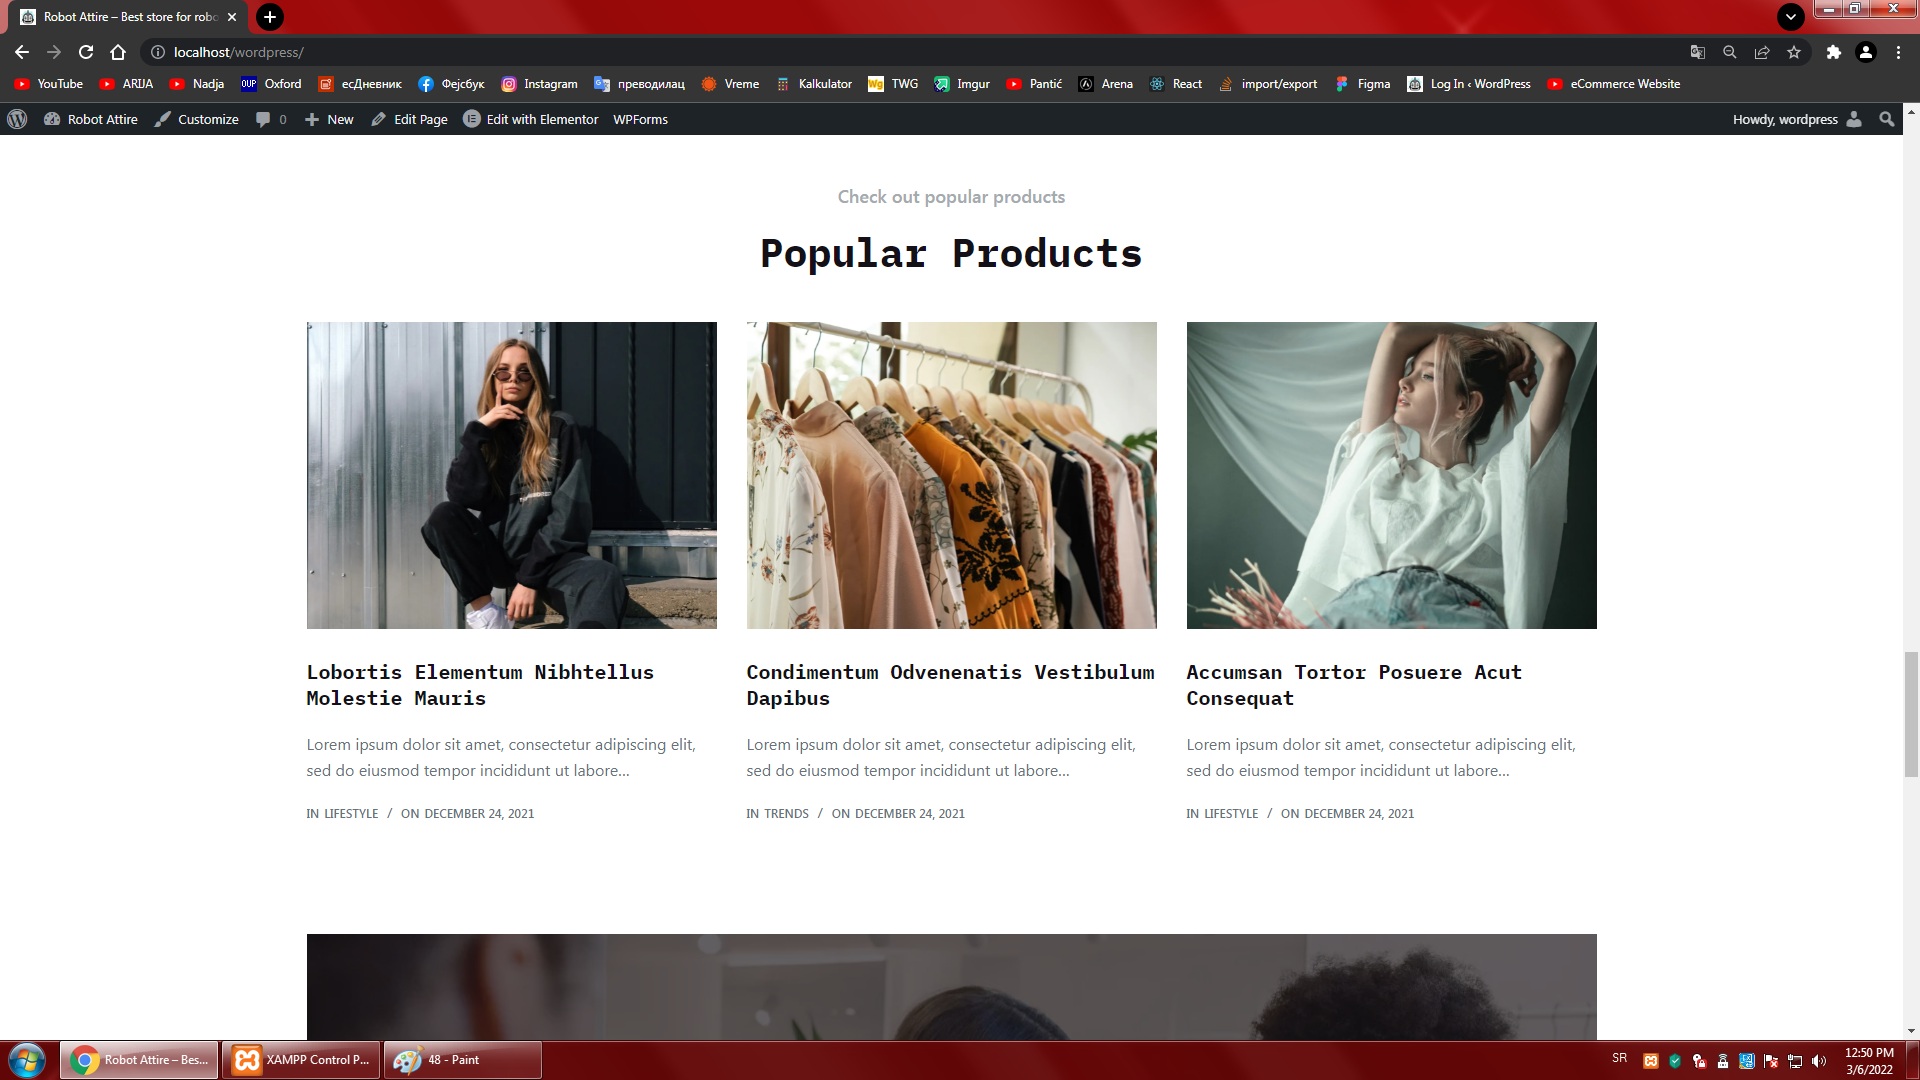 Robot Attire – Best store for robo
localhost/wordpress/
YouTube ARIJA Nadja OUP Oxford есДневник Фејсбук Instagram преводилац Vreme Kalkulator Wg TWG Imgur Pantić Arena React import/export Figma Log In ‹ WordPress eCommerce Website
Robot Attire Customize 0 New Edit Page Edit with Elementor WPForms Howdy, wordpress
Check out popular products
Popular Products
Lobortis Elementum Nibhtellus
Molestie Mauris
Lorem ipsum dolor sit amet, consectetur adipiscing elit,
sed do eiusmod tempor incididunt ut labore...
IN LIFESTYLE / ON DECEMBER 24, 2021
Condimentum Odvenenatis Vestibulum
Dapibus
Lorem ipsum dolor sit amet, consectetur adipiscing elit,
sed do eiusmod tempor incididunt ut labore...
IN TRENDS / ON DECEMBER 24, 2021
Accumsan Tortor Posuere Acut
Consequat
Lorem ipsum dolor sit amet, consectetur adipiscing elit,
sed do eiusmod tempor incididunt ut labore...
IN LIFESTYLE / ON DECEMBER 24, 2021
Robot Attire – Bes... XAMPP Control P... 48 - Paint SR 12:50 PM
3/6/2022